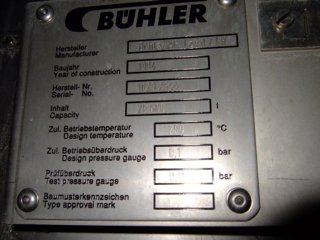 BÜHLER
Hersteller
Manufacturer
Baujahr
Year of construction
Herstell- Nr.
Serial- No.
Inhalt
Capacity
l
Zul. Betriebstemperatur
Design temperature
°C
Zul. Betriebsüberdruck
Design pressure gauge
bar
Prüfüberdruck
Test pressure gauge
bar
Baumusterkennzeichen
Type approval mark